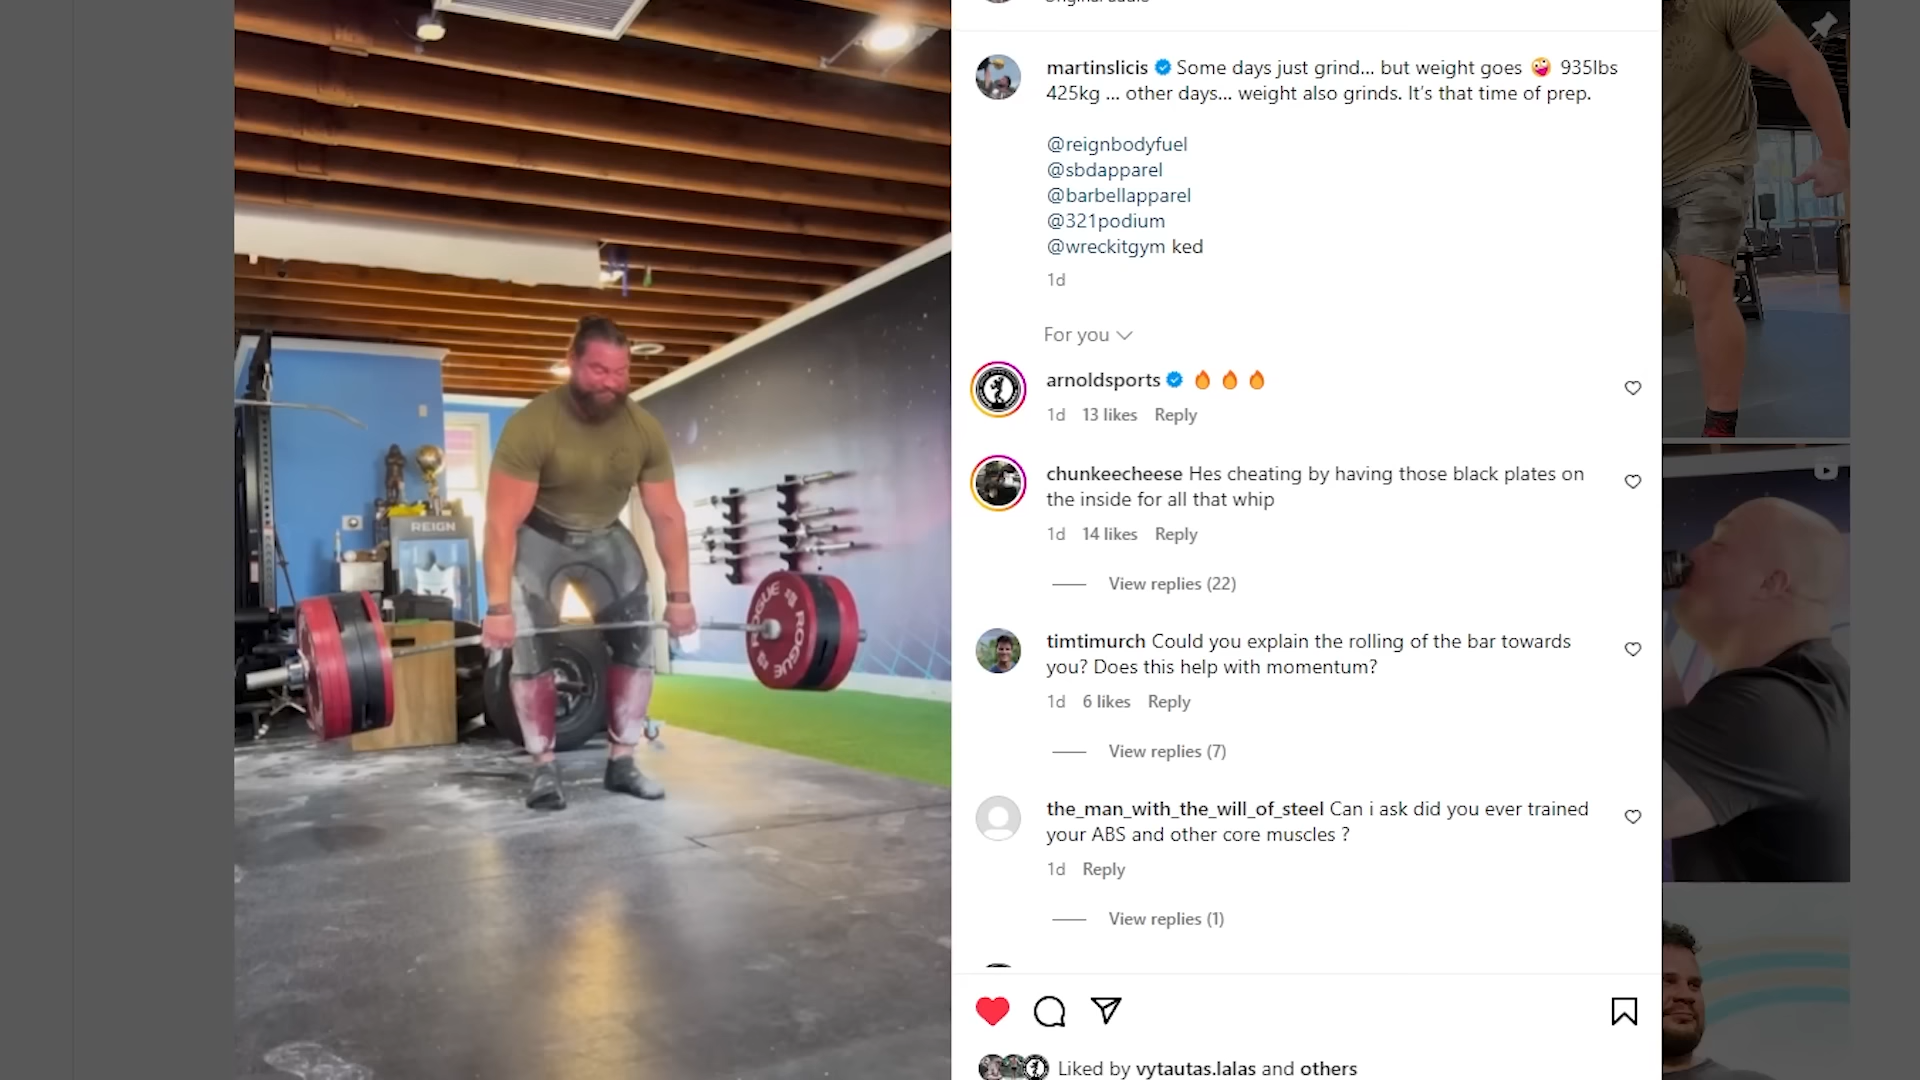 martinslicis Some days just grind... but weight goes 🤪 935lbs
425kg ... other days... weight also grinds. It's that time of prep.
@reignbodyfuel
@sbdapparel
@barbellapparel
@321podium
@wreckitgym ked
1d
For you
arnoldsports 🔥🔥🔥
1d 13 likes Reply
chunkeecheese Hes cheating by having those black plates on
the inside for all that whip
1d 14 likes Reply
View replies (22)
timtimurch Could you explain the rolling of the bar towards
you? Does this help with momentum?
1d 6 likes Reply
View replies (7)
the_man_with_the_will_of_steel Can i ask did you ever trained
your ABS and other core muscles ?
1d Reply
View replies (1)
Liked by vytautas.lalas and others
REIGN
ROGUE
ROGUE